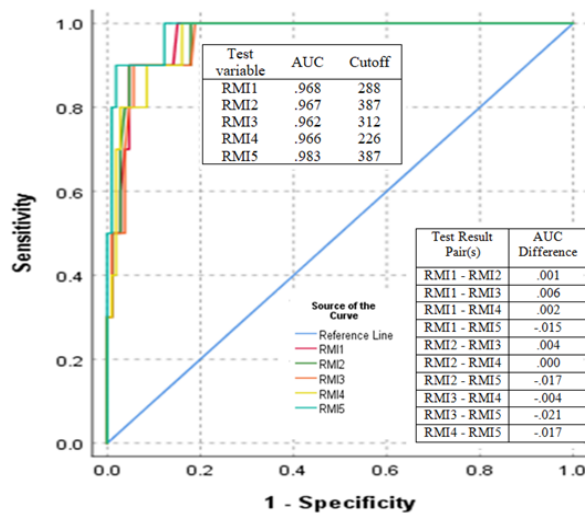 1.0
0.8
0.6
0.4
0.2
0.0
Sensitivity
Test variable AUC Cutoff
RMI1 .968 288
RMI2 .967 387
RMI3 .962 312
RMI4 .966 226
RMI5 .983 387
Source of the
Curve
Reference Line
RMI1
RMI2
RMI3
RMI4
RMI5
Test Result Pair(s) AUC Difference
RMI1 - RMI2 .001
RMI1 - RMI3 .006
RMI1 - RMI4 .002
RMI1 - RMI5 -.015
RMI2 - RMI3 .004
RMI2 - RMI4 .000
RMI2 - RMI5 -.017
RMI3 - RMI4 -.004
RMI3 - RMI5 -.021
RMI4 - RMI5 -.017
0.0 0.2 0.4 0.6 0.8 1.0
1 - Specificity